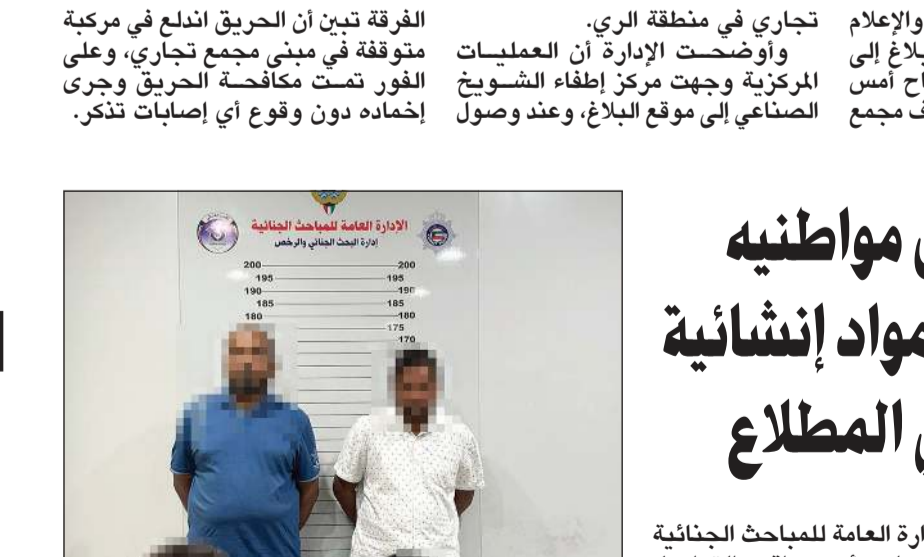 والإعلام
بلاغ إلى
أمس
مجمع
تجاري في منطقة الري.
وأوضحت الإدارة أن العمليات
المركزية وجهت مركز إطفاء الشويخ
الصناعي إلى موقع البلاغ، وعند وصول
الفرقة تبين أن الحريق اندلع في مركبة
متوقفة في مبنى مجمع تجاري، وعلى
الفور تمت مكافحة الحريق وجرى
إخماده دون وقوع أي إصابات تذكر.
مواطنيه
مواد إنشائية
المطلاع
العامة للمباحث الجنائية
الإدارة العامة للمباحث الجنائية
إدارة البحث الجنائي والرخص
200 200
195 195
190 190
185 185
180 180
175
170